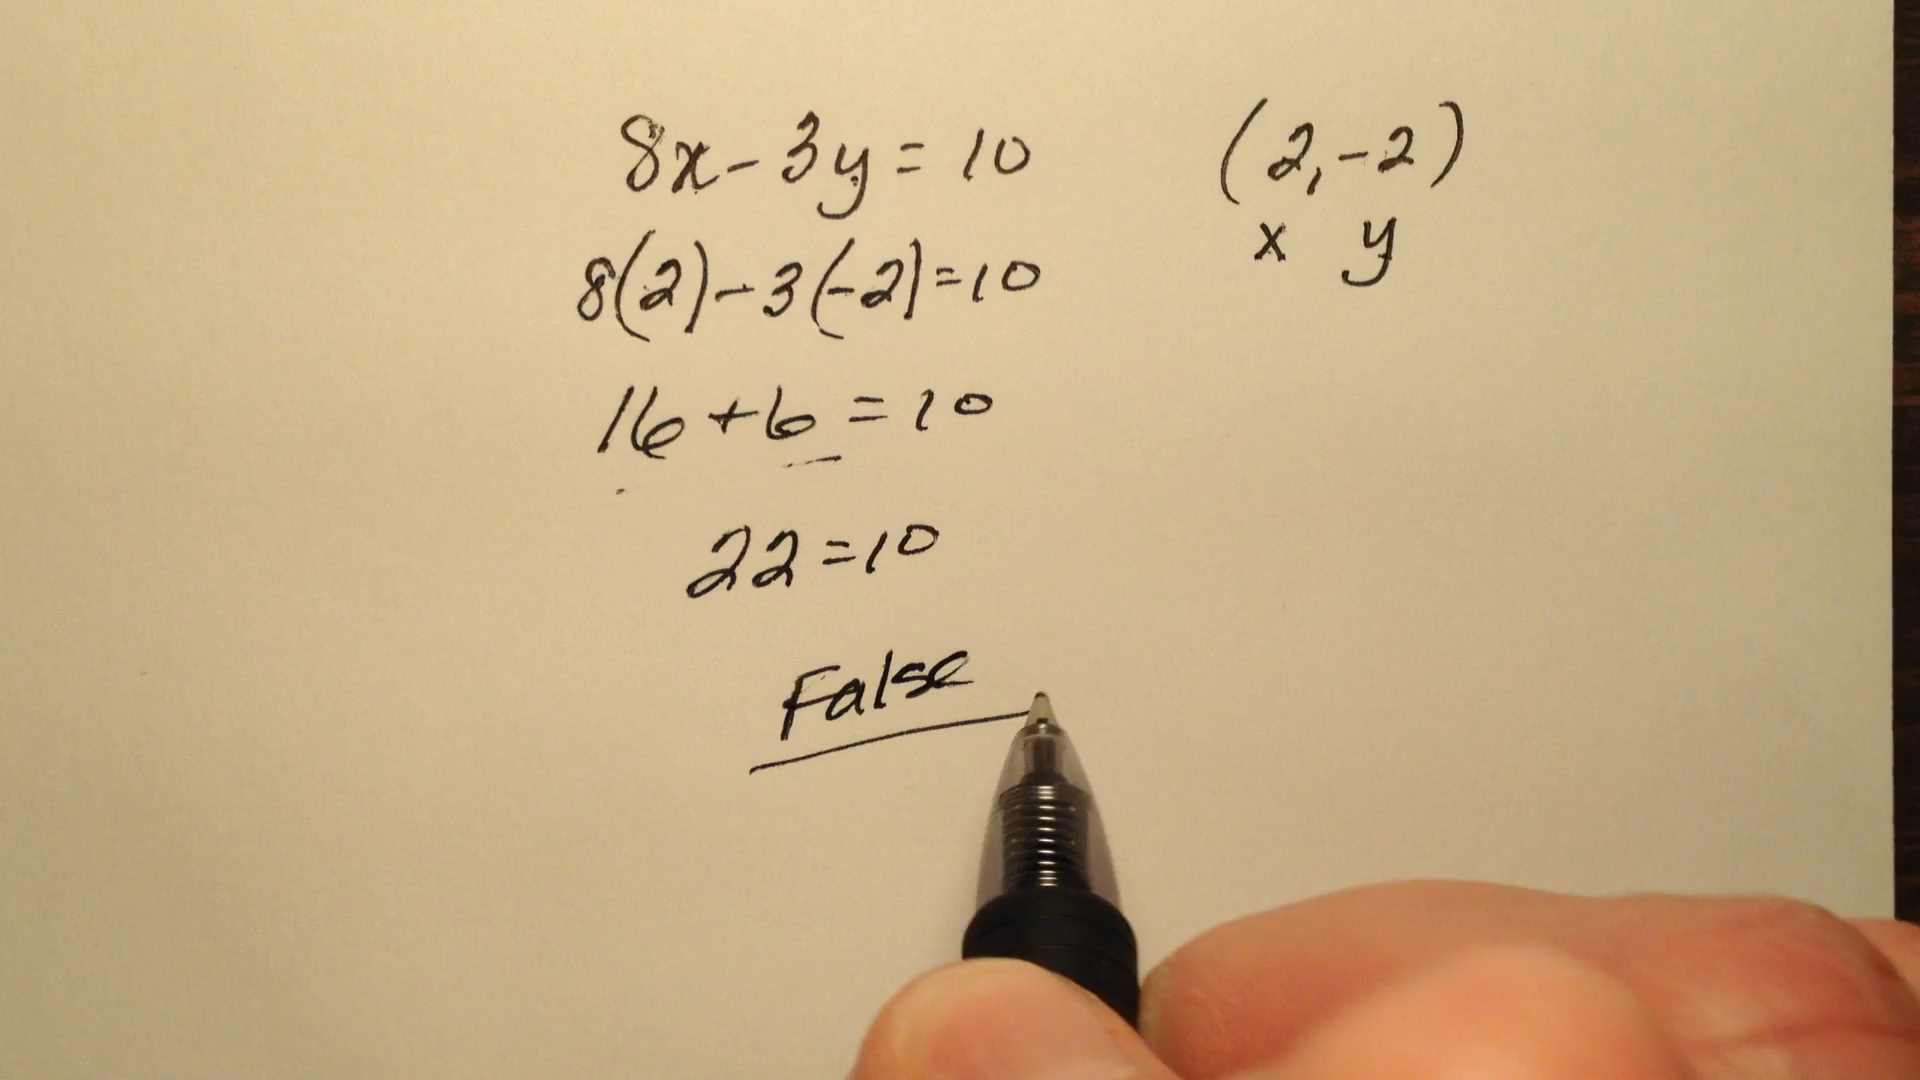 8x - 3y = 10 (2, -2)
x y
8(2) - 3(-2) = 10
16 + 6 = 10
22 = 10
False